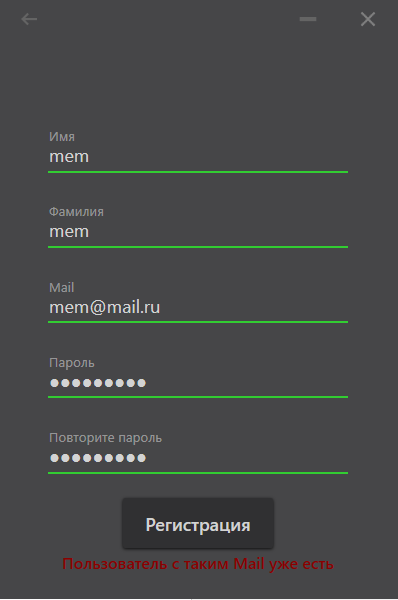 Имя
mem
Фамилия
mem
Mail
mem@mail.ru
Пароль
●●●●●●●●●
Повторите пароль
●●●●●●●●●
Регистрация
Пользователь с таким Mail уже есть